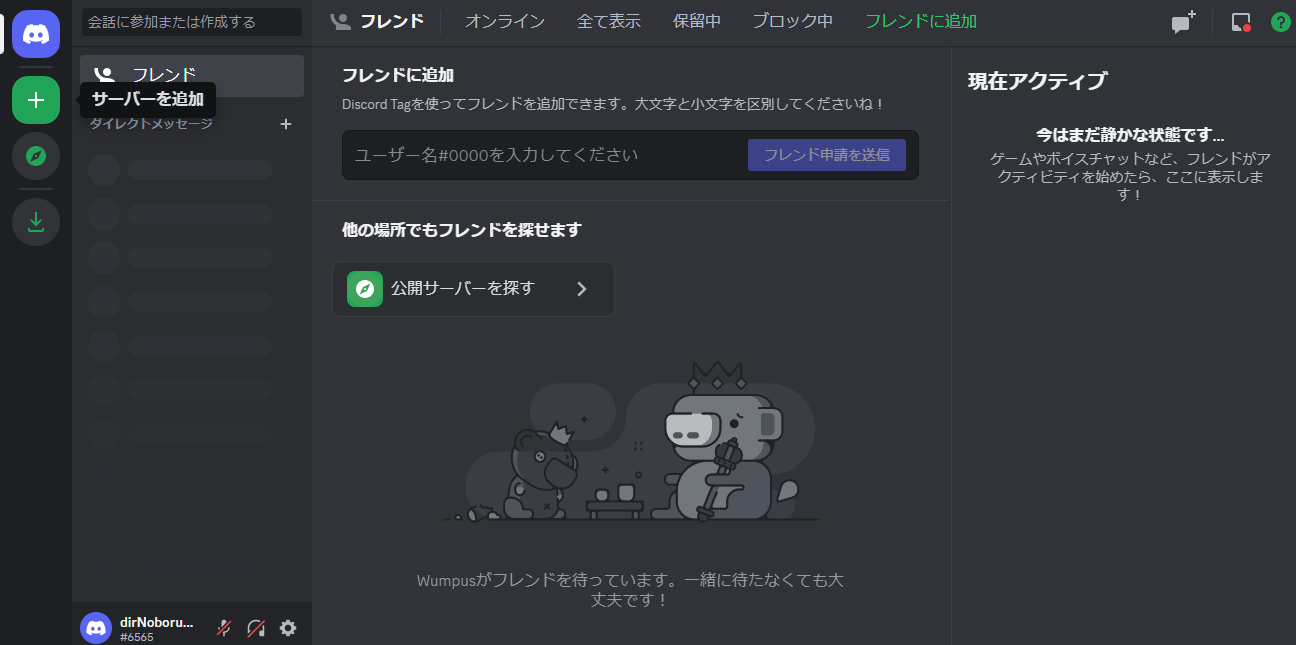 会話に参加または作成する
フレンド
サーバーを追加
ダイレクトメッセージ
dirNoboru...
#6565
フレンド オンライン 全て表示 保留中 ブロック中 フレンドに追加
フレンドに追加
Discord Tagを使ってフレンドを追加できます。大文字と小文字を区別してくださいね！
ユーザー名#0000を入力してください
フレンド申請を送信
他の場所でもフレンドを探せます
公開サーバーを探す
Wumpusがフレンドを待っています。一緒に待たなくても大
丈夫です！
現在アクティブ
今はまだ静かな状態です...
ゲームやボイスチャットなど、フレンドがア
クティビティを始めたら、ここに表示しま
す！